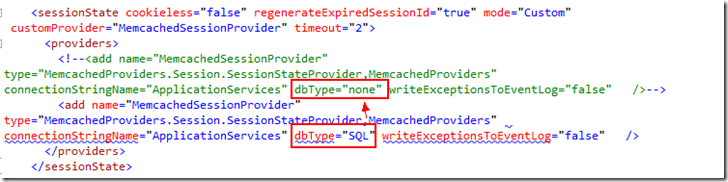 <sessionState cookieless="false" regenerateExpiredSessionId="true" mode="Custom"
customProvider="MemcachedSessionProvider" timeout="2">
<providers>
<!--<add name="MemcachedSessionProvider"
type="MemcachedProviders.Session.SessionStateProvider,MemcachedProviders"
connectionStringName="ApplicationServices" dbType="none" writeExceptionsToEventLog="false" />-->
<add name="MemcachedSessionProvider"
type="MemcachedProviders.Session.SessionStateProvider,MemcachedProviders"
connectionStringName="ApplicationServices" dbType="SQL" writeExceptionsToEventLog="false" />
</providers>
</sessionState>